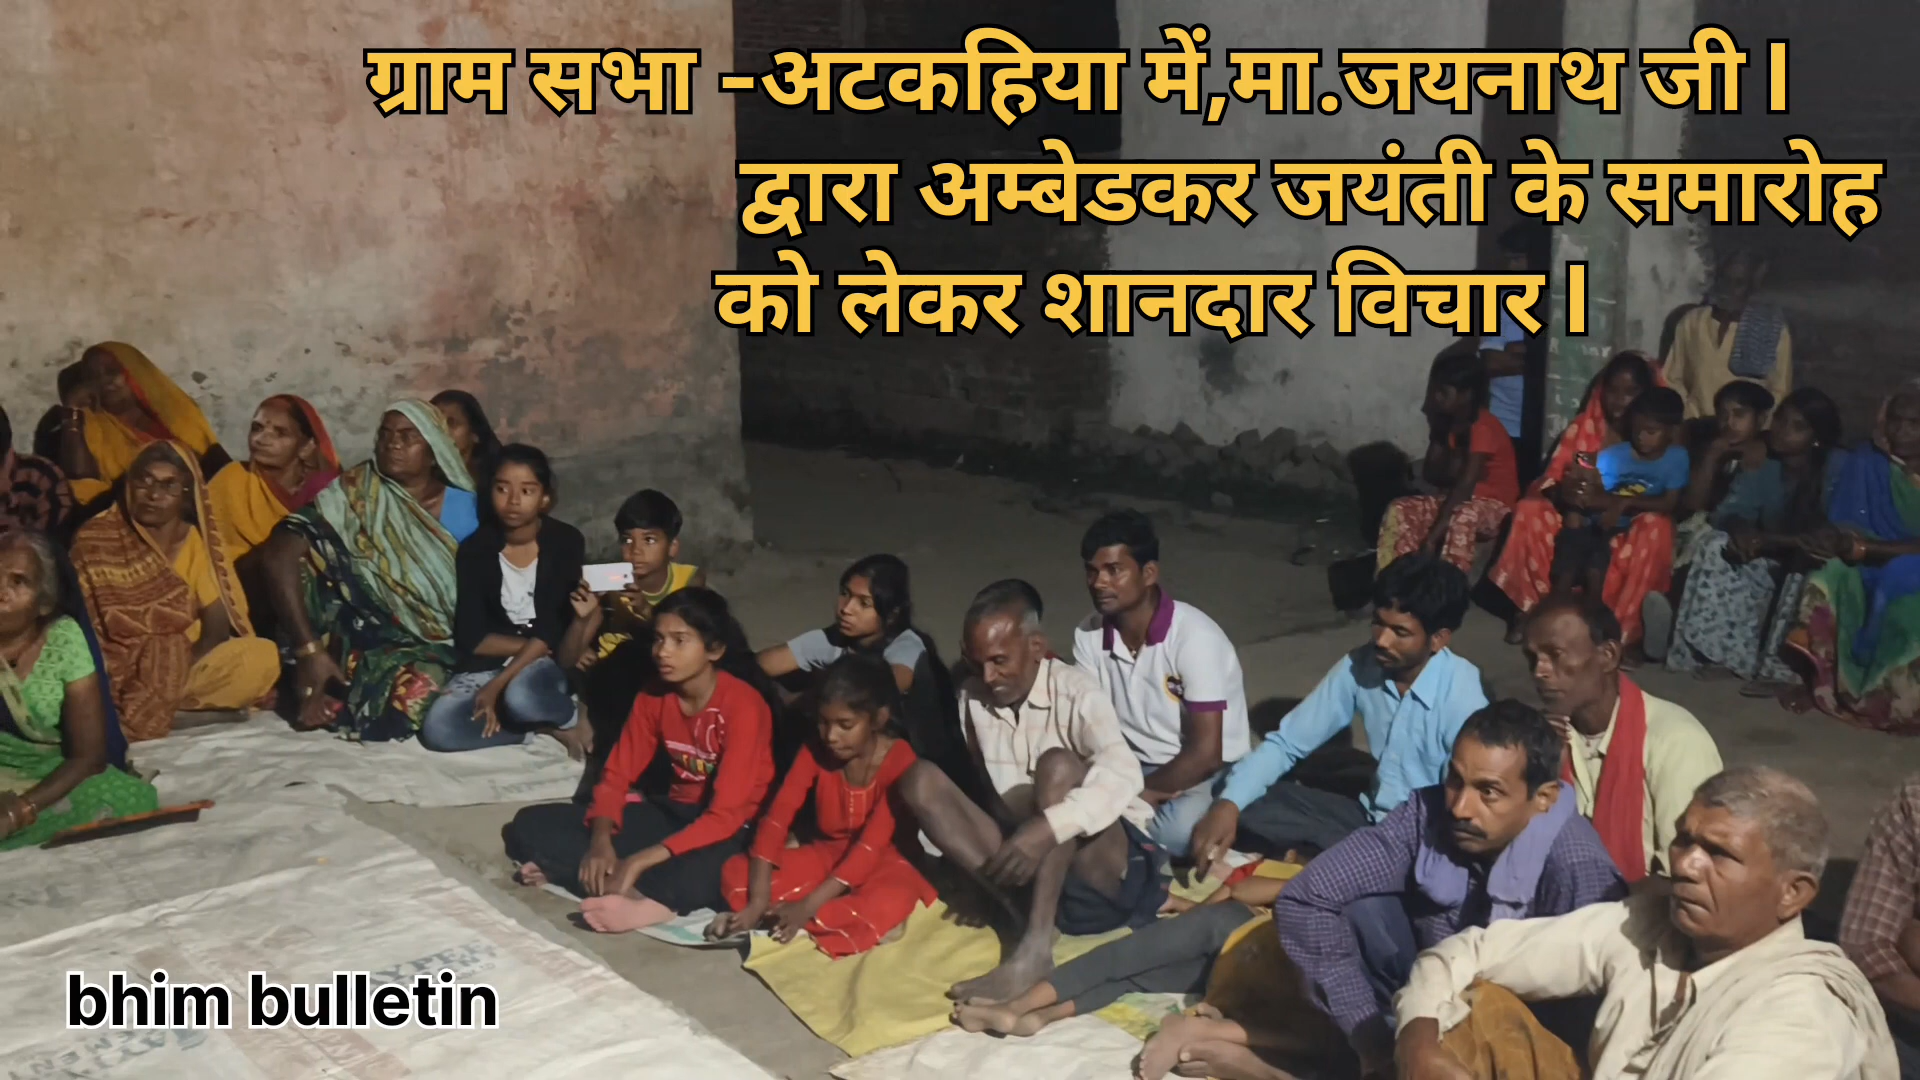 ग्राम सभा -अटकहिया में,मा.जयनाथ जी l
द्वारा अम्बेडकर जयंती के समारोह
को लेकर शानदार विचार l
bhim bulletin